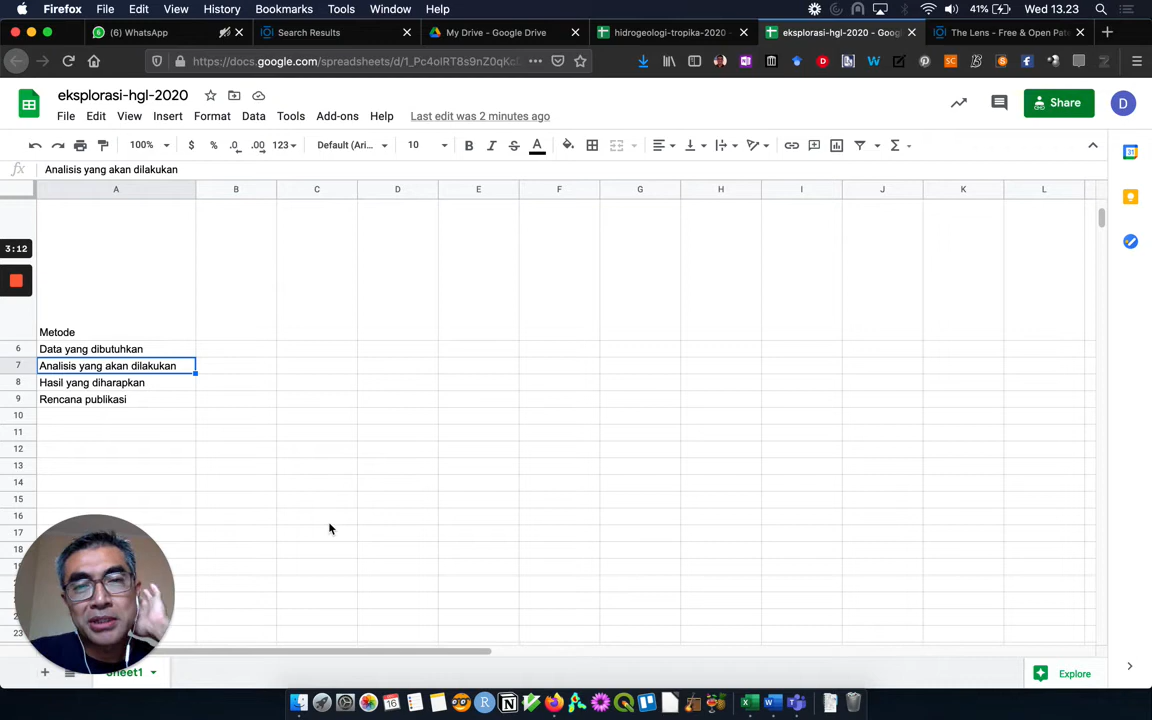 Firefox File Edit View History Bookmarks Tools Window Help 41% Wed 13.23
(6) WhatsApp Search Results My Drive - Google Drive hidrogeologi-tropika-2020 - eksplorasi-hgl-2020 - Goog The Lens - Free & Open Pate
https://docs.google.com/spreadsheets/d/1_Pc4oIRT8s9nZ0qKc
eksplorasi-hgl-2020
Share D
File Edit View Insert Format Data Tools Add-ons Help Last edit was 2 minutes ago
100% $ % .0 .00 123 Default (Ari... 10 B I S A
fx Analisis yang akan dilakukan
A B C D E F G H I J K L
3:12
Metode
6 Data yang dibutuhkan
7 Analisis yang akan dilakukan
8 Hasil yang diharapkan
9 Rencana publikasi
10
11
12
13
14
15
16
17
18
23
Sheet1
Explore